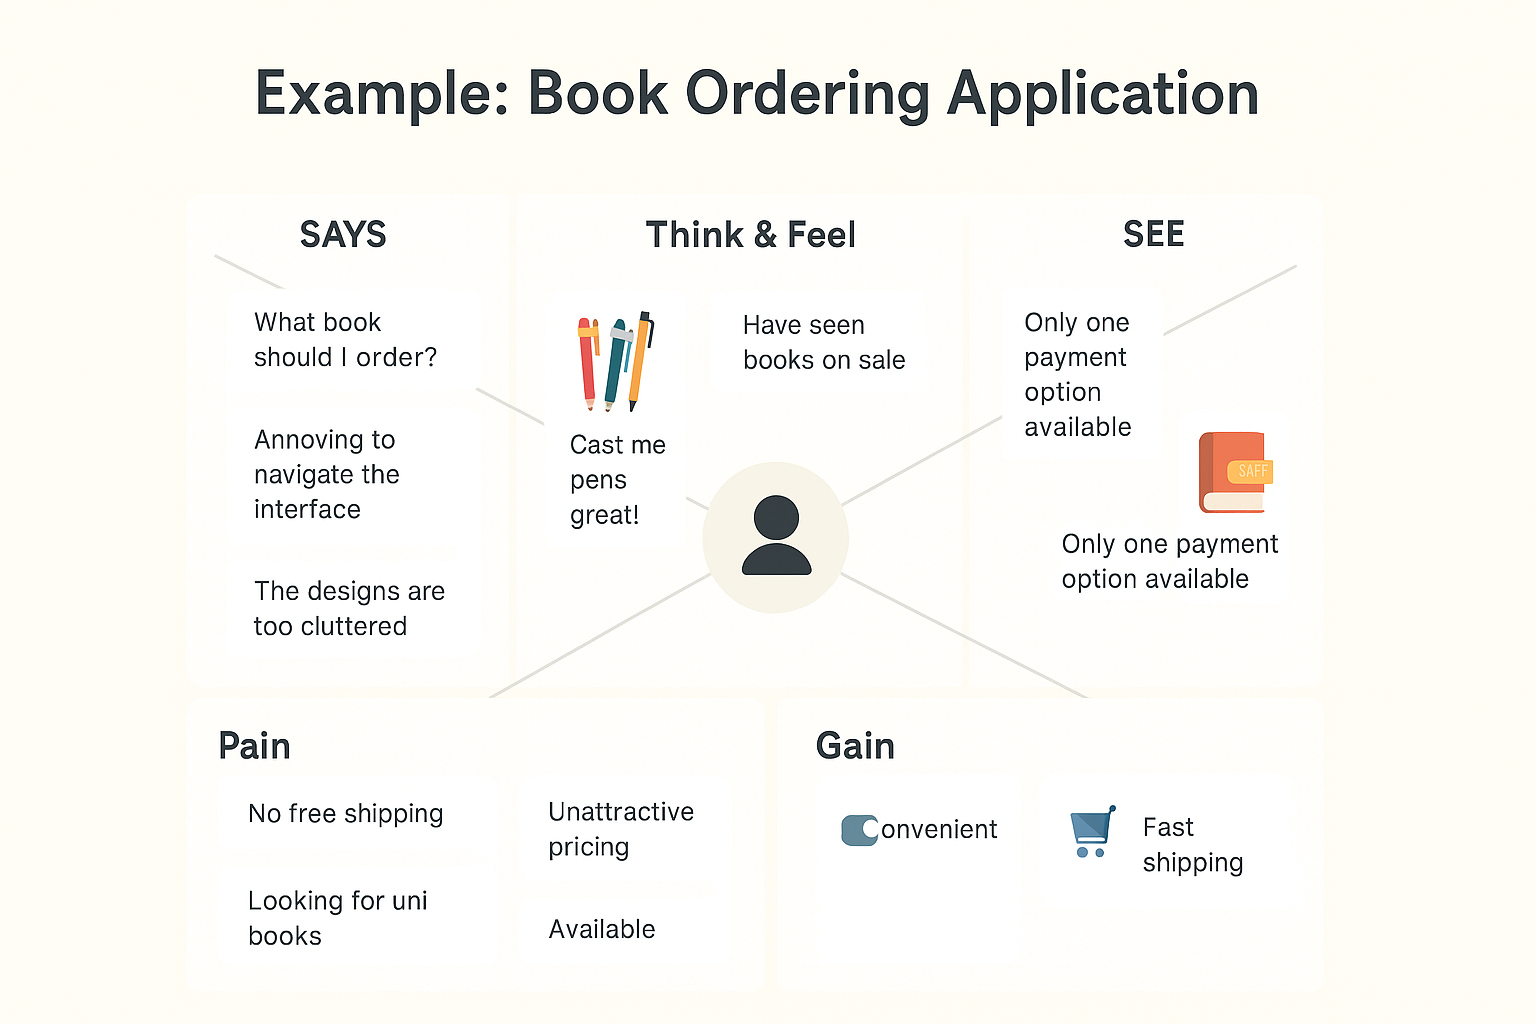 Example: Book Ordering Application
SAYS
What book
should I order?
Annoving to
navigate the
interface
The designs are
too cluttered
Think & Feel
Cast me
pens
great!
Have seen
books on sale
SEE
Only one
payment
option
available
SAFF
Only one payment
option available
Pain
No free shipping
Looking for uni
books
Unattractive
pricing
Available
Gain
onvenient
Fast
shipping